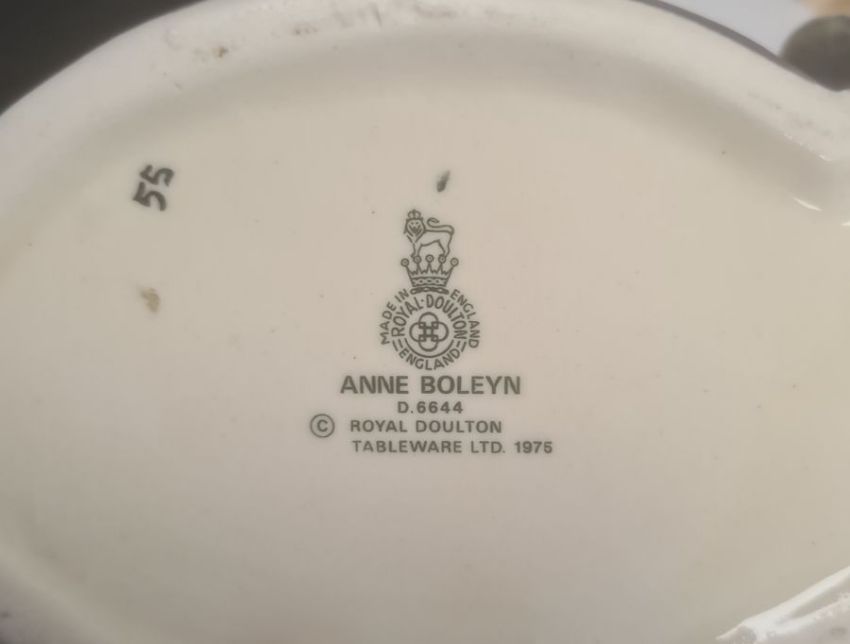 55
MADE IN ENGLAND
ROYAL·DOULTON
ENGLAND
ANNE BOLEYN
D.6644
© ROYAL DOULTON
TABLEWARE LTD. 1975